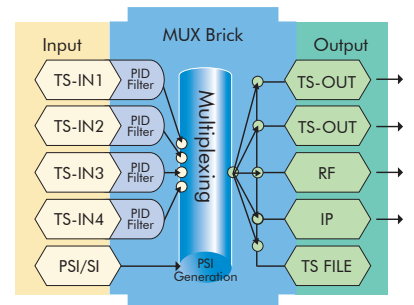 Input
MUX Brick
Output
TS-IN1
PID
Filter
TS-OUT
TS-IN2
PID
Filter
TS-OUT
TS-IN3
PID
Filter
RF
TS-IN4
PID
Filter
IP
PSI/SI
PSI
Generation
TS FILE
Multiplexing